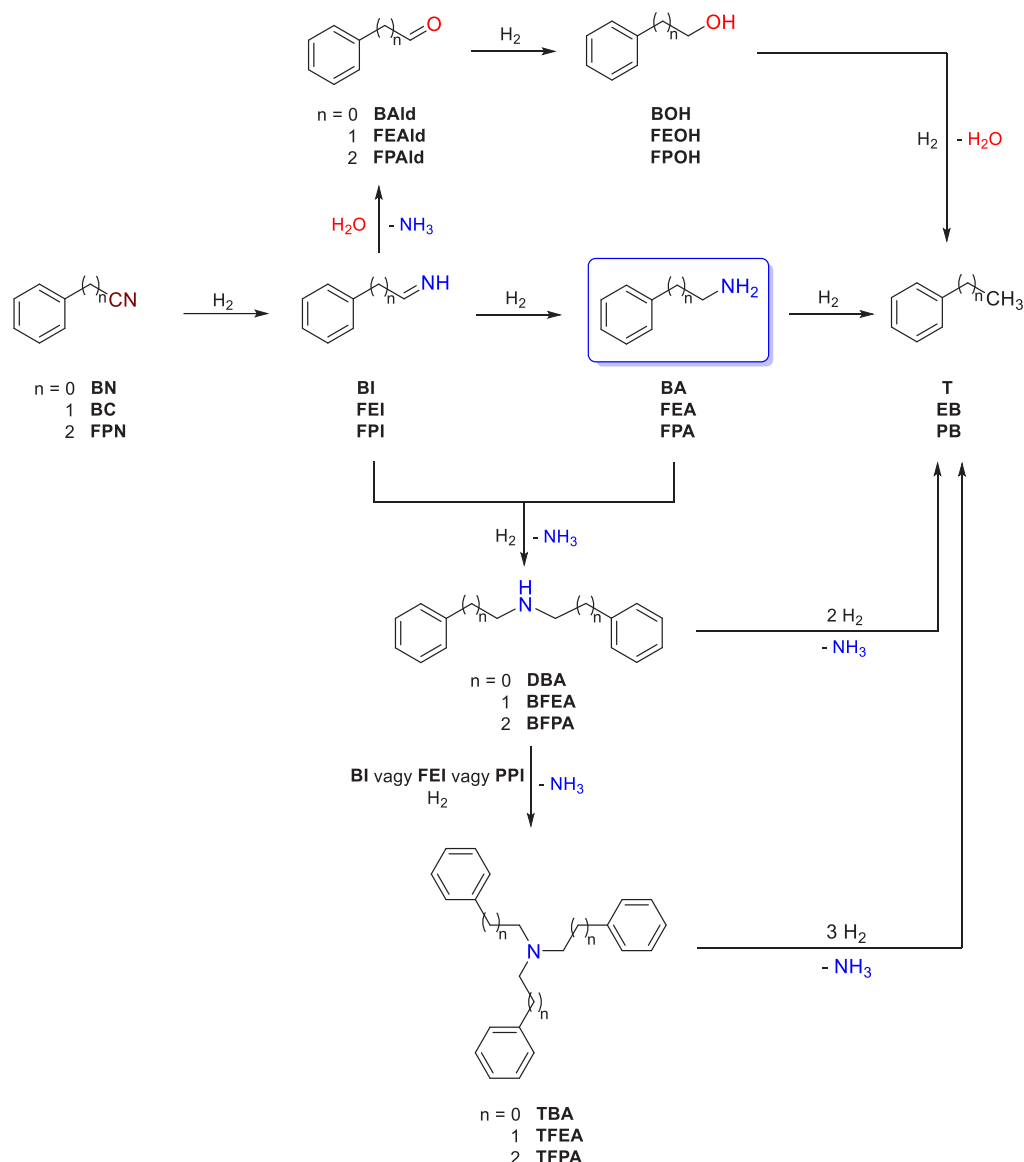 O
( )n
H₂
OH
( )n
n = 0 BAld
1 FEAld
2 FPAld
BOH
FEOH
FPOH
H₂ - H₂O
H₂O - NH₃
( )n CN
H₂
( )n NH
H₂
( )n NH₂
H₂
( )n CH₃
n = 0 BN
1 BC
2 FPN
BI
FEI
FPI
BA
FEA
FPA
T
EB
PB
H₂ - NH₃
( )n H N ( )n
2 H₂
- NH₃
n = 0 DBA
1 BFEA
2 BFPA
BI vagy FEI vagy PPI
H₂
- NH₃
( )n ( )n
N
( )n
3 H₂
- NH₃
n = 0 TBA
1 TFEA
2 TFPA